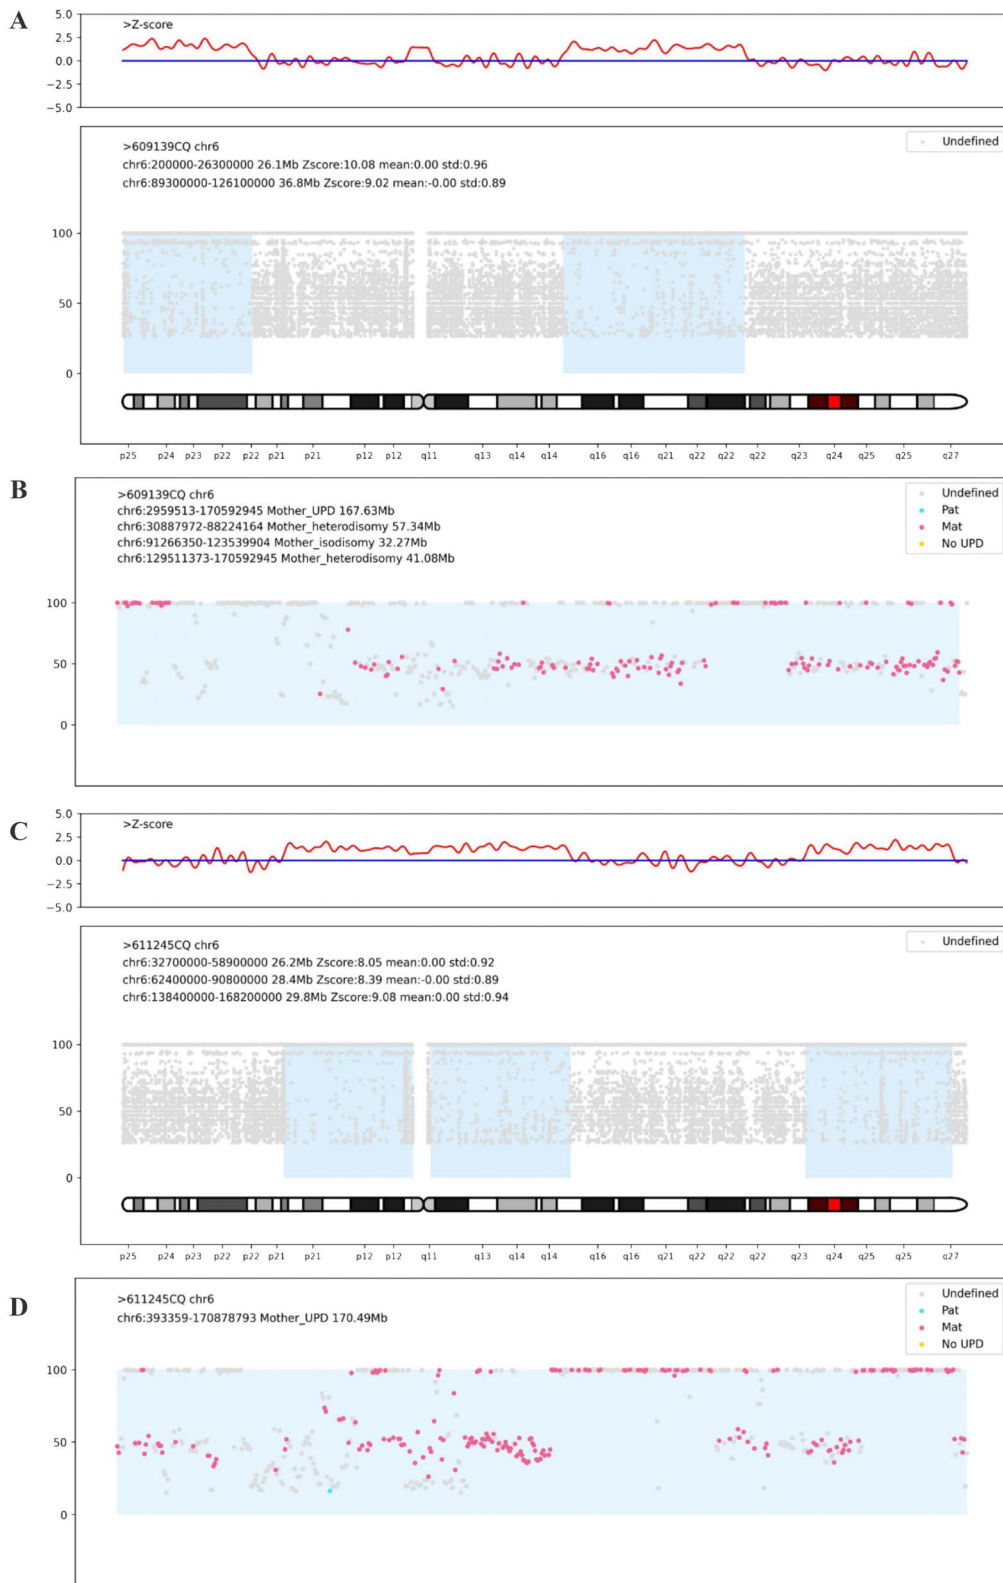 A
5.0
2.5
0.0
−2.5
−5.0
>Z-score
>609139CQ chr6
chr6:200000-26300000 26.1Mb Zscore:10.08 mean:0.00 std:0.96
chr6:89300000-126100000 36.8Mb Zscore:9.02 mean:-0.00 std:0.89
Undefined
100
50
0
p25 p24 p23 p22 p22 p21 p21 p12 p12 q11 q13 q14 q14 q16 q16 q21 q22 q22 q23 q24 q25 q25 q27
B
>609139CQ chr6
chr6:2959513-170592945 Mother_UPD 167.63Mb
chr6:30887972-88224164 Mother_heterodisomy 57.34Mb
chr6:91266350-123539904 Mother_isodisomy 32.27Mb
chr6:129511373-170592945 Mother_heterodisomy 41.08Mb
Undefined
Pat
Mat
No UPD
100
50
0
C
5.0
2.5
0.0
−2.5
−5.0
>Z-score
>611245CQ chr6
chr6:32700000-58900000 26.2Mb Zscore:8.05 mean:0.00 std:0.92
chr6:62400000-90800000 28.4Mb Zscore:8.39 mean:-0.00 std:0.89
chr6:138400000-168200000 29.8Mb Zscore:9.08 mean:0.00 std:0.94
Undefined
100
50
0
p25 p24 p23 p22 p22 p21 p21 p12 p12 q11 q13 q14 q14 q16 q16 q21 q22 q22 q23 q24 q25 q25 q27
D
>611245CQ chr6
chr6:393359-170878793 Mother_UPD 170.49Mb
Undefined
Pat
Mat
No UPD
100
50
0